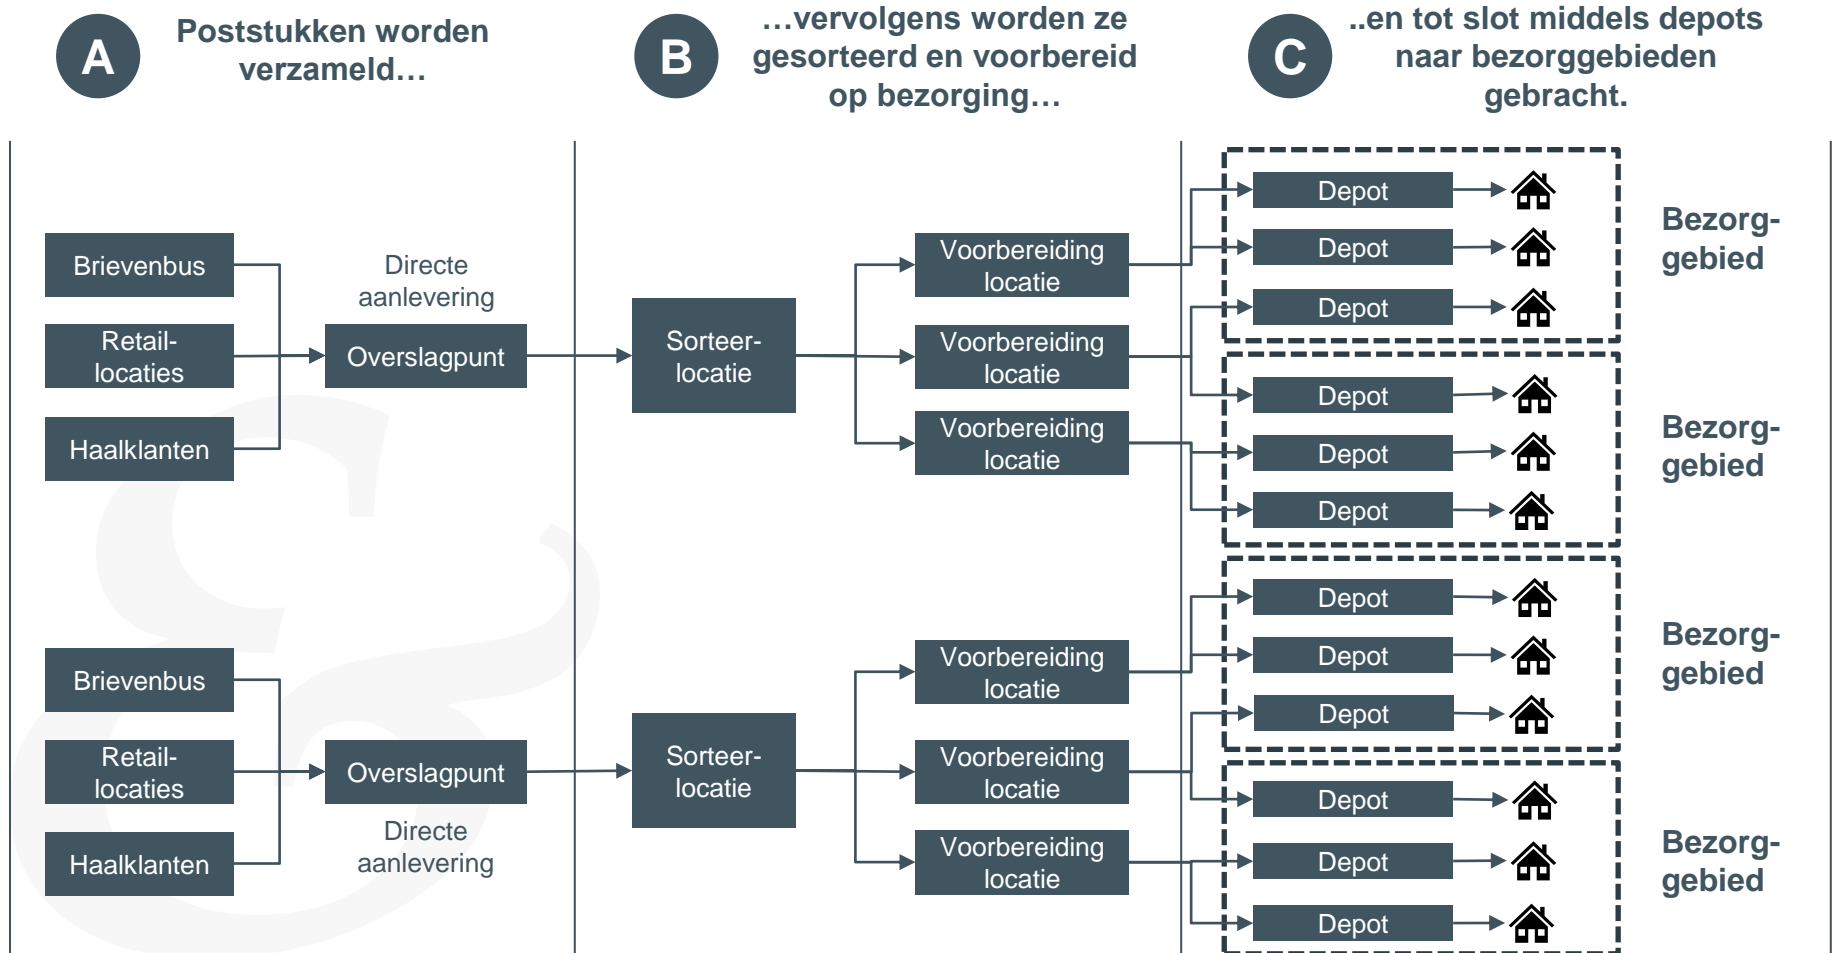 A
Poststukken worden
verzameld…
B
…vervolgens worden ze
gesorteerd en voorbereid
op bezorging…
C
..en tot slot middels depots
naar bezorggebieden
gebracht.
Brievenbus
Retail-
locaties
Haalklanten
Directe
aanlevering
Overslagpunt
Sorteer-
locatie
Voorbereiding
locatie
Voorbereiding
locatie
Voorbereiding
locatie
Depot
Depot
Depot
Bezorg-
gebied
Depot
Depot
Depot
Bezorg-
gebied
Brievenbus
Retail-
locaties
Haalklanten
Overslagpunt
Directe
aanlevering
Sorteer-
locatie
Voorbereiding
locatie
Voorbereiding
locatie
Voorbereiding
locatie
Depot
Depot
Depot
Bezorg-
gebied
Depot
Depot
Depot
Bezorg-
gebied